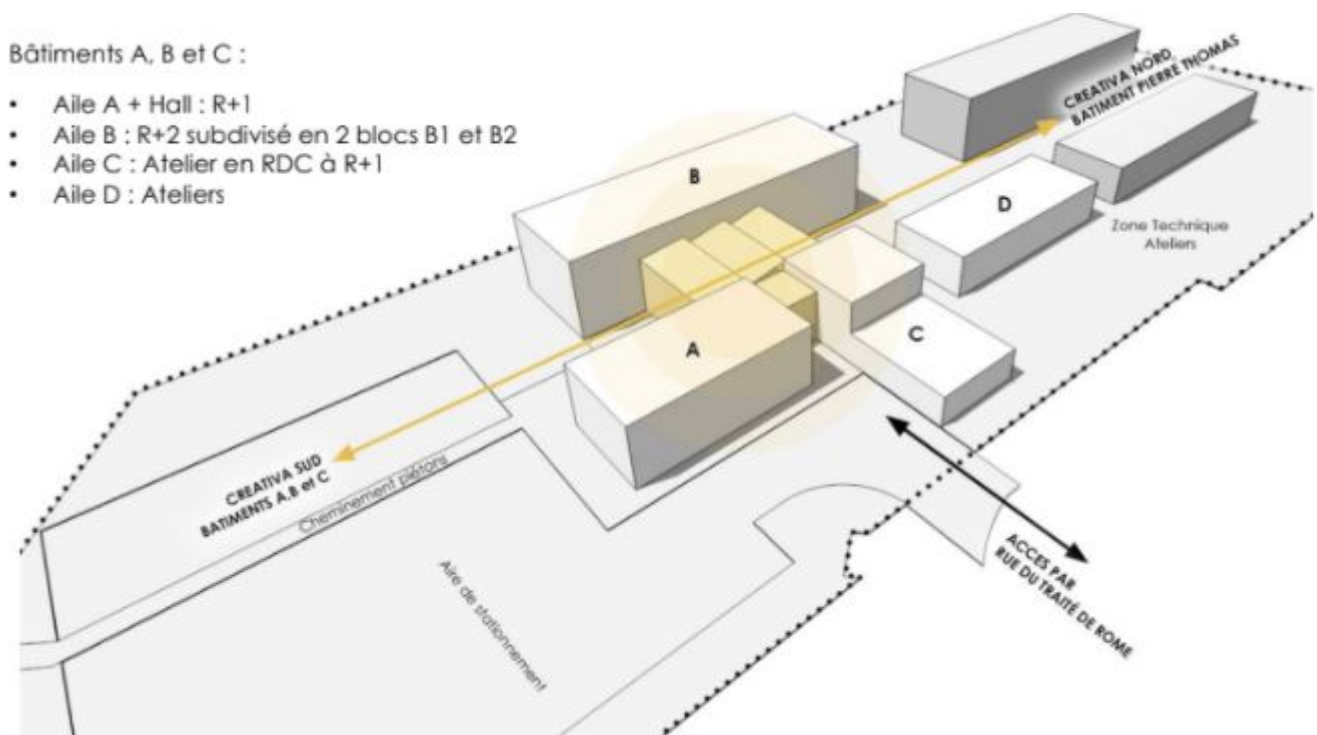 Bâtiments A, B et C :
• Aile A + Hall : R+1
• Aile B : R+2 subdivisé en 2 blocs B1 et B2
• Aile C : Atelier en RDC à R+1
• Aile D : Ateliers
CREATIVA NORD
BATIMENT PIERRE THOMAS
B
D
Zone Technique
Ateliers
A
C
CREATIVA SUD
BATIMENTS A,B et C
Cheminement piétons
Aire de stationnement
ACCES PAR
RUE DU TRAITÉ DE ROME